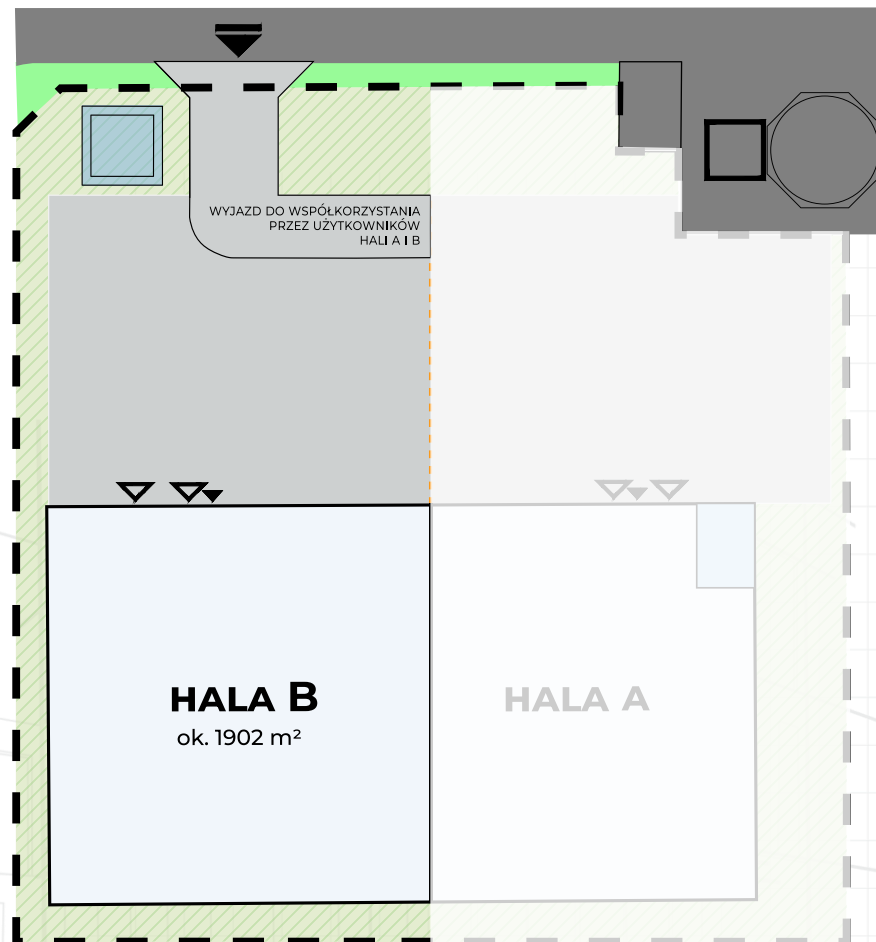 WYJAZD DO WSPÓŁKORZYSTANIA
PRZEZ UŻYTKOWNIKÓW
HALI A I B
HALA B
ok. 1902 m²
HALA A